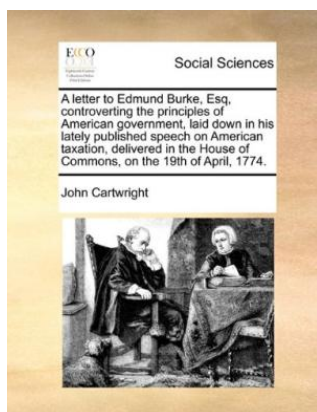 ECCO
Social Sciences
A letter to Edmund Burke, Esq,
controverting the principles of
American government, laid down in his
lately published speech on American
taxation, delivered in the House of
Commons, on the 19th of April, 1774.
John Cartwright